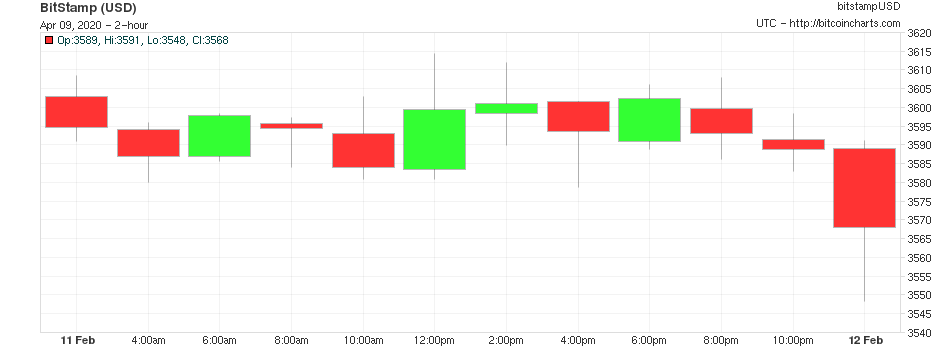 BitStamp (USD)
bitstampUSD
Apr 09, 2020 - 2-hour
UTC - http://bitcoincharts.com
Op:3589, Hi:3591, Lo:3548, Cl:3568
3620
3615
3610
3605
3600
3595
3590
3585
3580
3575
3570
3565
3560
3555
3550
3545
3540
11 Feb 4:00am 6:00am 8:00am 10:00am 12:00pm 2:00pm 4:00pm 6:00pm 8:00pm 10:00pm 12 Feb